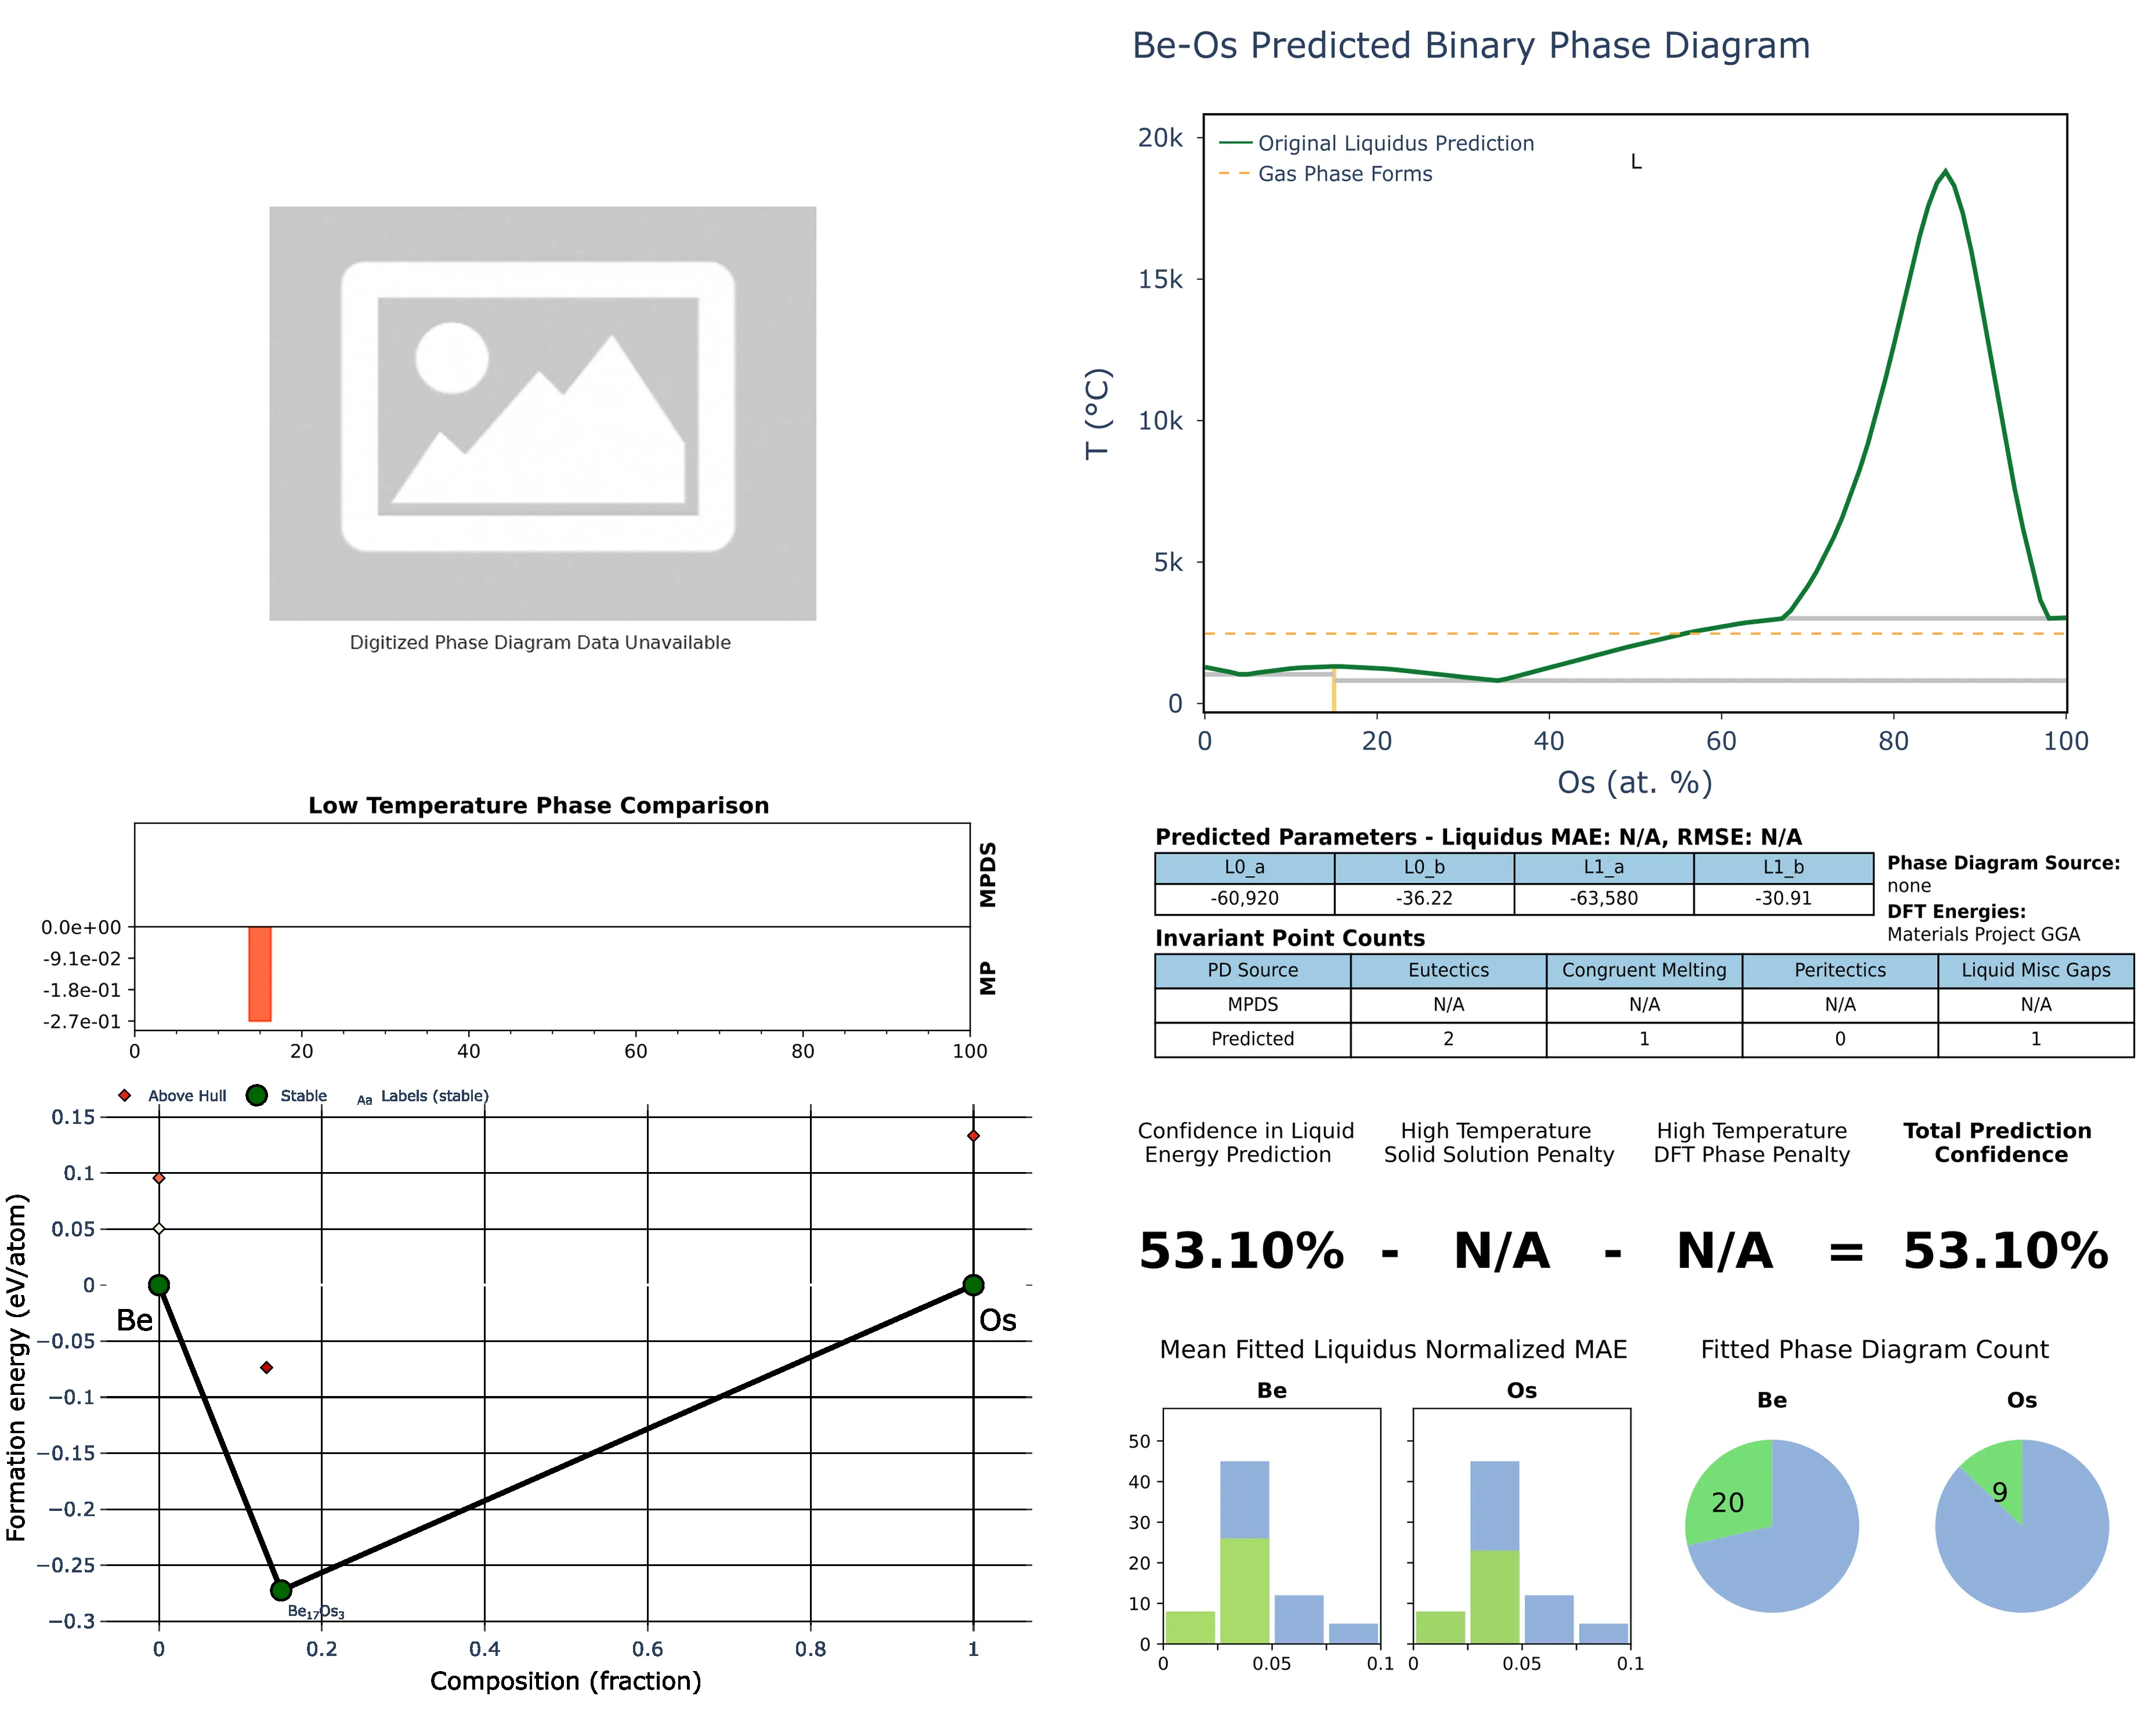 Be-Os Predicted Binary Phase Diagram
Digitized Phase Diagram Data Unavailable
20k
15k
10k
5k
0
T (°C)
Original Liquidus Prediction
Gas Phase Forms
L
0 20 40 60 80 100
Os (at. %)
Low Temperature Phase Comparison
0.0e+00
-9.1e-02
-1.8e-01
-2.7e-01
MPDS
MP
0 20 40 60 80 100
Predicted Parameters - Liquidus MAE: N/A, RMSE: N/A
L0_a L0_b L1_a L1_b
-60,920 -36.22 -63,580 -30.91
Phase Diagram Source:
none
DFT Energies:
Materials Project GGA
Invariant Point Counts
PD Source Eutectics Congruent Melting Peritectics Liquid Misc Gaps
MPDS N/A N/A N/A N/A
Predicted 2 1 0 1
Above Hull Stable Aa Labels (stable)
0.15
0.1
0.05
0
−0.05
−0.1
−0.15
−0.2
−0.25
−0.3
Formation energy (eV/atom)
Be
Os
Be₁₇Os₃
0 0.2 0.4 0.6 0.8 1
Composition (fraction)
Confidence in Liquid
Energy Prediction
High Temperature
Solid Solution Penalty
High Temperature
DFT Phase Penalty
Total Prediction
Confidence
53.10% - N/A - N/A = 53.10%
Mean Fitted Liquidus Normalized MAE
Be
Os
50
40
30
20
10
0
0 0.05 0.1
0 0.05 0.1
Fitted Phase Diagram Count
Be
20
Os
9